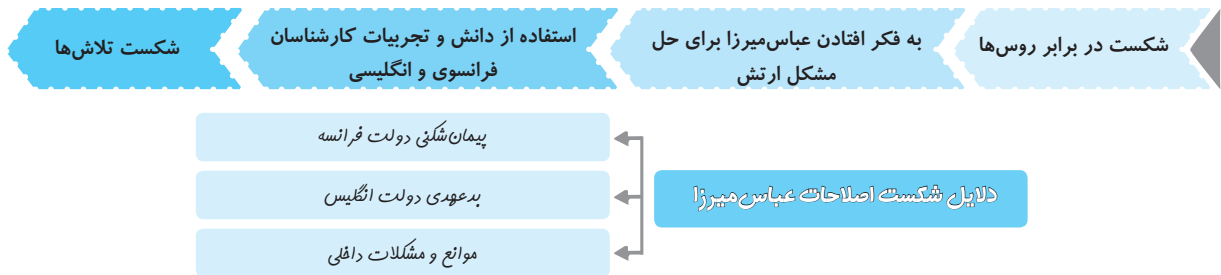 شکست در برابر روس‌ها
به فکر افتادن عباس‌میرزا برای حل
مشکل ارتش
استفاده از دانش و تجربیات کارشناسان
فرانسوی و انگلیسی
شکست تلاش‌ها
دلایل شکست اصلاحات عباس‌میرزا
پیمان‌شکنی دولت فرانسه
بدعهدی دولت انگلیس
موانع و مشکلات داخلی